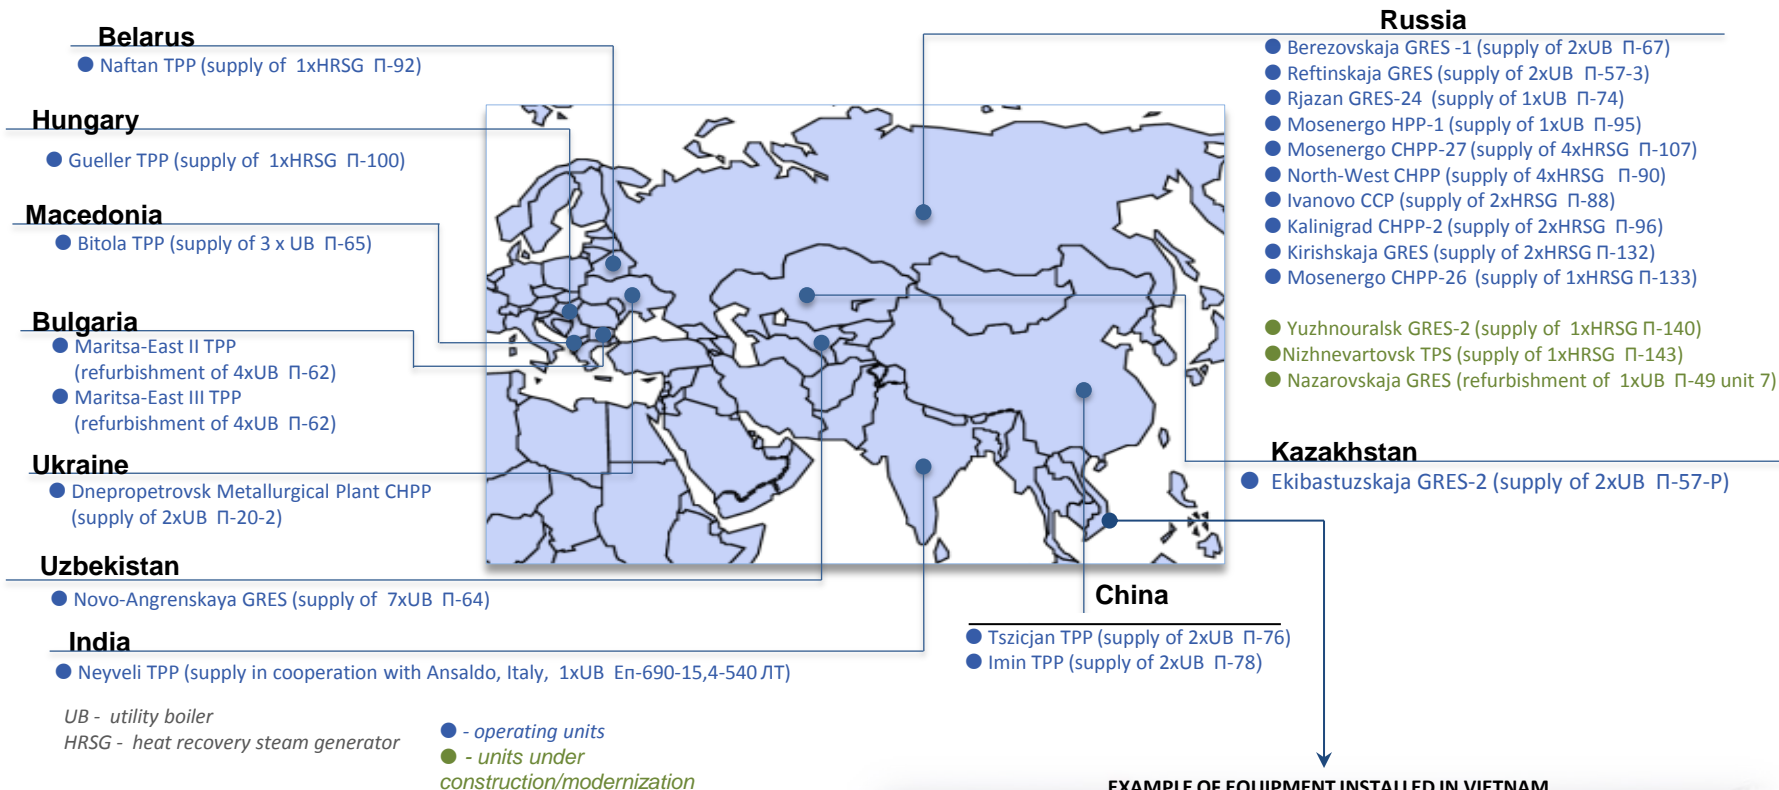 Belarus
Naftan TPP (supply of 1xHRSG П-92)
Hungary
Gueller TPP (supply of 1xHRSG П-100)
Macedonia
Bitola TPP (supply of 3 x UB П-65)
Bulgaria
Maritsa-East II TPP
(refurbishment of 4xUB П-62)
Maritsa-East III TPP
(refurbishment of 4xUB П-62)
Ukraine
Dnepropetrovsk Metallurgical Plant CHPP
(supply of 2xUB П-20-2)
Uzbekistan
Novo-Angrenskaya GRES (supply of 7xUB П-64)
India
Neyveli TPP (supply in cooperation with Ansaldo, Italy, 1xUB Еп-690-15,4-540 ЛТ)
UB - utility boiler
HRSG - heat recovery steam generator
- operating units
- units under
construction/modernization
Russia
Berezovskaja GRES -1 (supply of 2xUB П-67)
Reftinskaja GRES (supply of 2xUB П-57-3)
Rjazan GRES-24 (supply of 1xUB П-74)
Mosenergo HPP-1 (supply of 1xUB П-95)
Mosenergo CHPP-27 (supply of 4xHRSG П-107)
North-West CHPP (supply of 4xHRSG П-90)
Ivanovo CCP (supply of 2xHRSG П-88)
Kalinigrad CHPP-2 (supply of 2xHRSG П-96)
Kirishskaja GRES (supply of 2xHRSG П-132)
Mosenergo CHPP-26 (supply of 1xHRSG П-133)
Yuzhnouralsk GRES-2 (supply of 1xHRSG П-140)
Nizhnevartovsk TPS (supply of 1xHRSG П-143)
Nazarovskaja GRES (refurbishment of 1xUB П-49 unit 7)
Kazakhstan
Ekibastuzskaja GRES-2 (supply of 2xUB П-57-Р)
China
Tszicjan TPP (supply of 2xUB П-76)
Imin TPP (supply of 2xUB П-78)
EXAMPLE OF EQUIPMENT INSTALLED IN VIETNAM